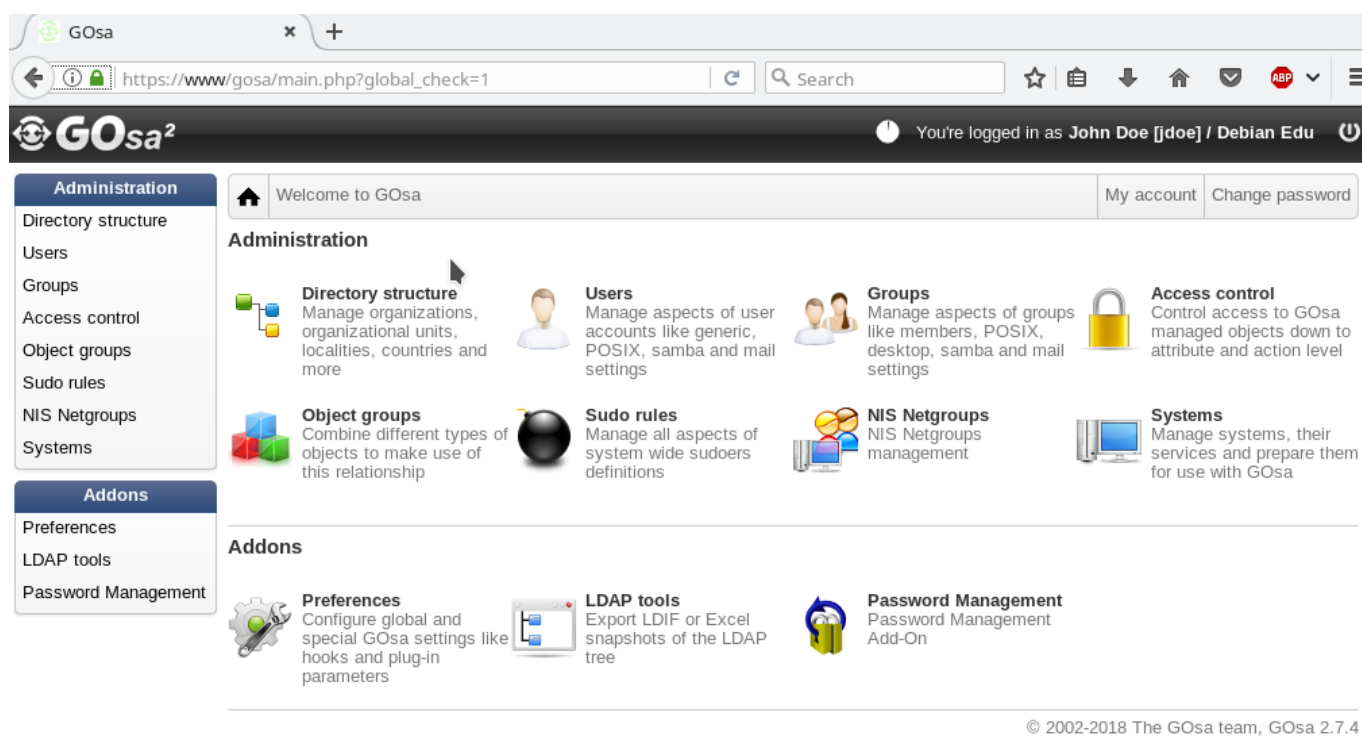 GOsa
https://www/gosa/main.php?global_check=1
Search
ABP
GOsa²
You're logged in as John Doe [jdoe] / Debian Edu
Administration
Directory structure
Users
Groups
Access control
Object groups
Sudo rules
NIS Netgroups
Systems
Addons
Preferences
LDAP tools
Password Management
Welcome to GOsa
My account
Change password
Administration
Directory structure
Manage organizations,
organizational units,
localities, countries and
more
Users
Manage aspects of user
accounts like generic,
POSIX, samba and mail
settings
Groups
Manage aspects of groups
like members, POSIX,
desktop, samba and mail
settings
Access control
Control access to GOsa
managed objects down to
attribute and action level
Object groups
Combine different types of
objects to make use of
this relationship
Sudo rules
Manage all aspects of
system wide sudoers
definitions
NIS Netgroups
NIS Netgroups
management
Systems
Manage systems, their
services and prepare them
for use with GOsa
Addons
Preferences
Configure global and
special GOsa settings like
hooks and plug-in
parameters
LDAP tools
Export LDIF or Excel
snapshots of the LDAP
tree
Password Management
Password Management
Add-On
© 2002-2018 The GOsa team, GOsa 2.7.4